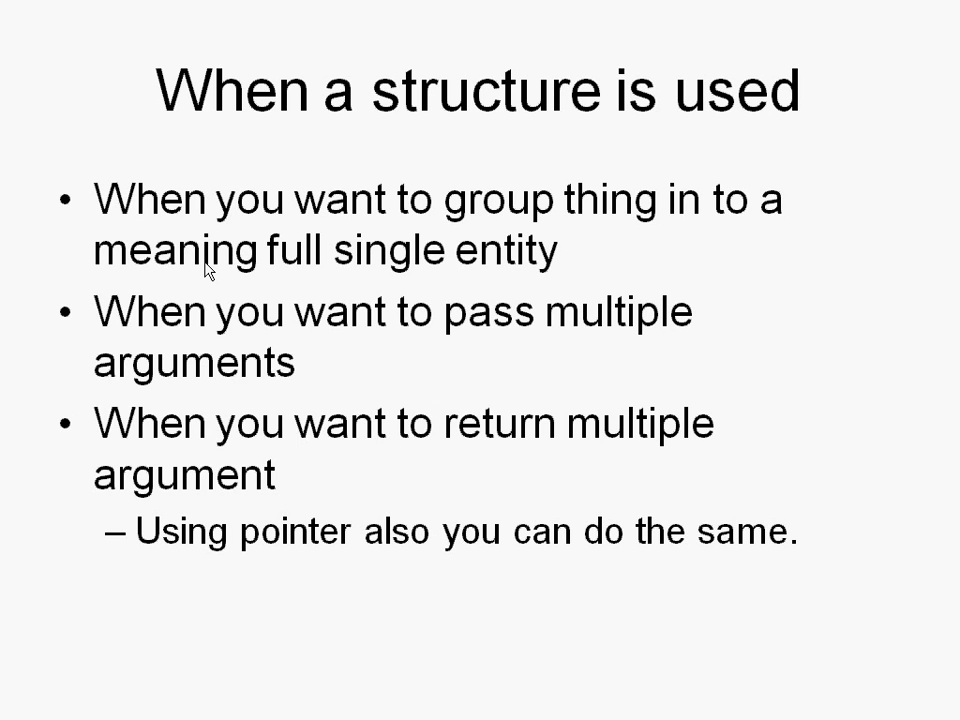 When a structure is used
• When you want to group thing in to a
meaning full single entity
• When you want to pass multiple
arguments
• When you want to return multiple
argument
– Using pointer also you can do the same.